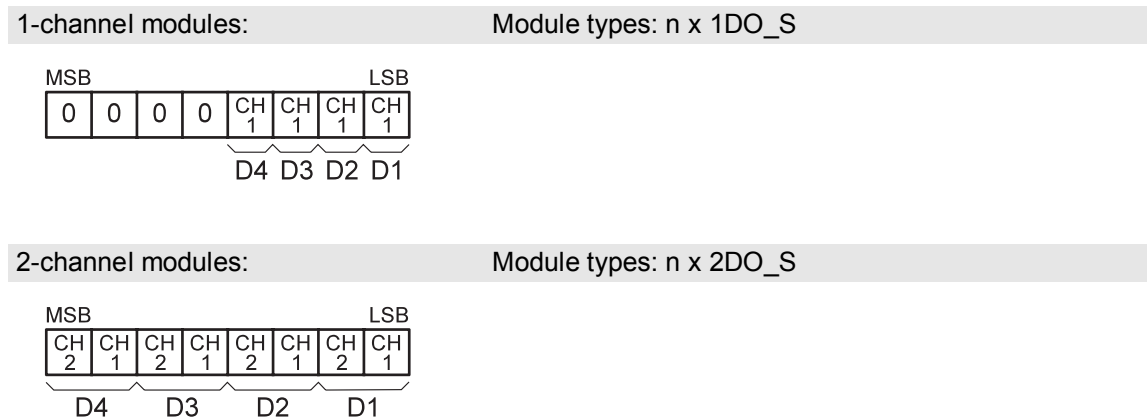 1-channel modules: Module types: n x 1DO_S
MSB LSB
0 0 0 0 CH 1 CH 1 CH 1 CH 1
D4 D3 D2 D1
2-channel modules: Module types: n x 2DO_S
MSB LSB
CH 2 CH 1 CH 2 CH 1 CH 2 CH 1 CH 2 CH 1
D4 D3 D2 D1